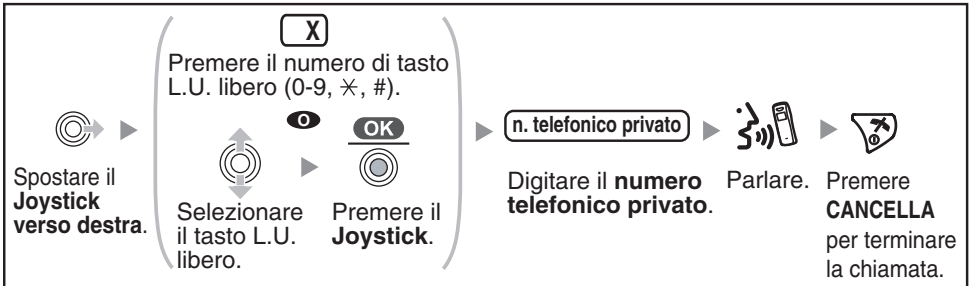 X
Premere il numero di tasto
L.U. libero (0-9, ✳, #).
O
OK
Spostare il
Joystick
verso destra.
Selezionare
il tasto L.U.
libero.
Premere il
Joystick.
n. telefonico privato
Digitare il numero
telefonico privato.
Parlare.
Premere
CANCELLA
per terminare
la chiamata.